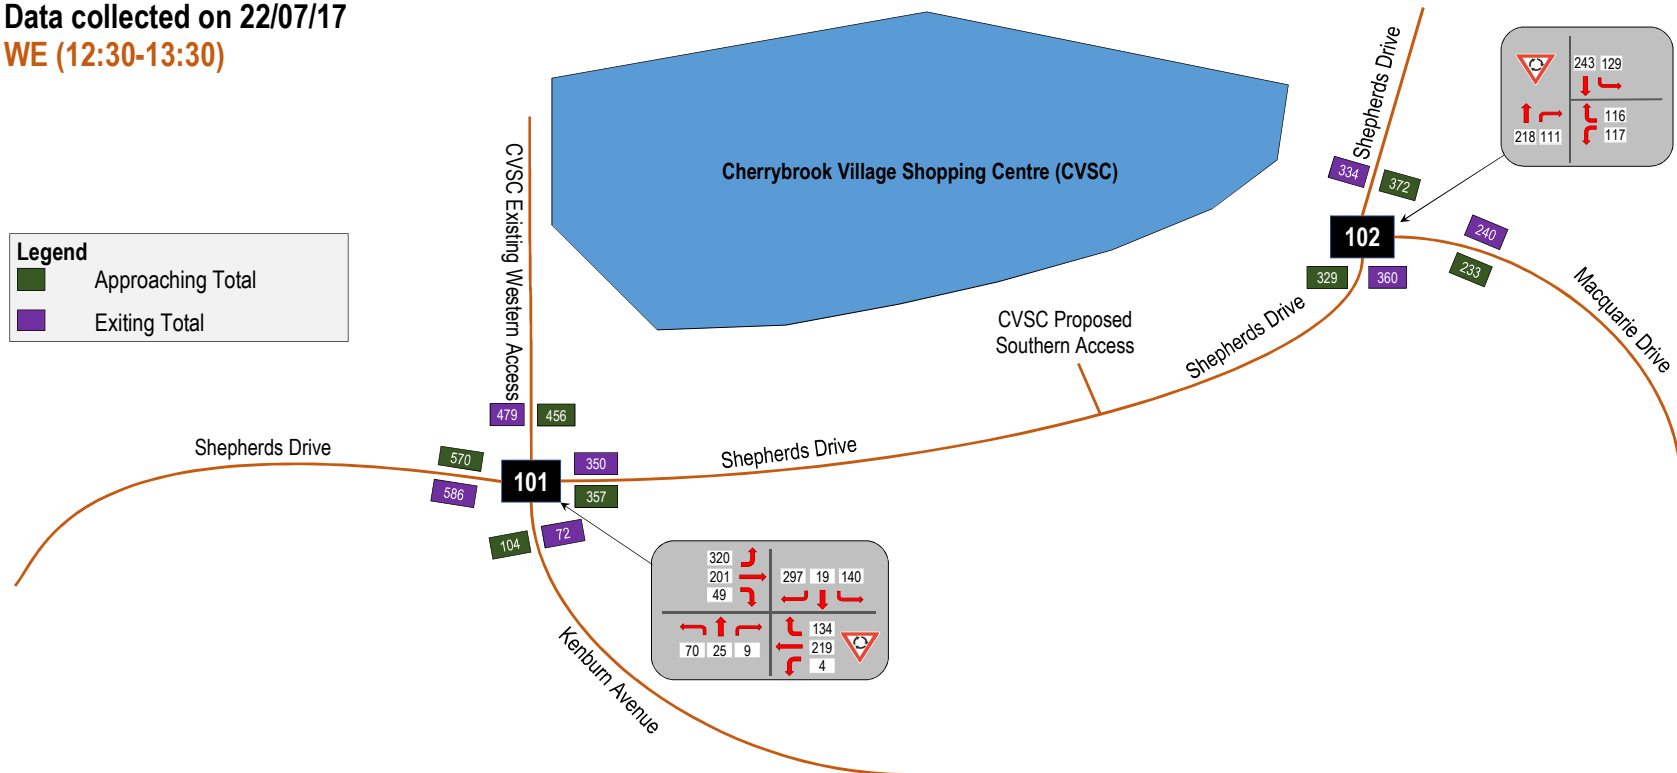 Data collected on 22/07/17
WE (12:30-13:30)
Legend
Approaching Total
Exiting Total
Cherrybrook Village Shopping Centre (CVSC)
CVSC Existing Western Access
Shepherds Drive
243 129
116
117
218 111
334
372
102
240
233
329
360
Macquarie Drive
CVSC Proposed
Southern Access
Shepherds Drive
479
456
Shepherds Drive
570
586
101
350
357
Shepherds Drive
104
72
320
201
49
297 19 140
70 25 9
134
219
4
Kenburn Avenue